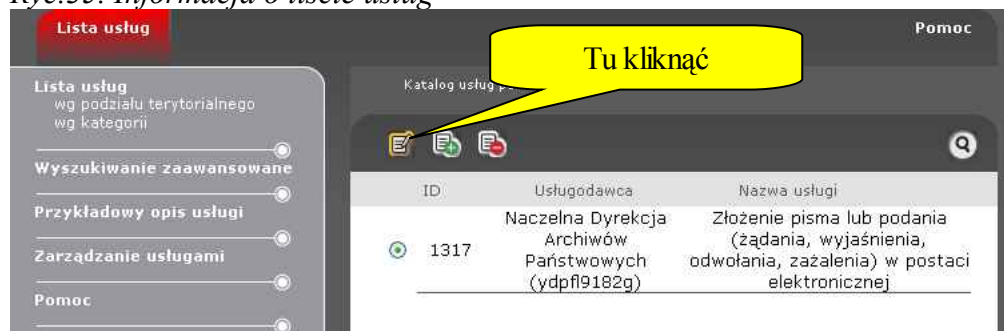 Ryc.35. Informacja o liście usług
Lista usług
Pomoc
Tu kliknąć
Lista usług
wg podziału terytorialnego
wg kategorii
Katalog usług
Wyszukiwanie zaawansowane
Przykładowy opis usługi
Zarządzanie usługami
Pomoc
ID Usługodawca Nazwa usługi
1317
Naczelna Dyrekcja
Archiwów
Państwowych
(ydpfl9182g)
Złożenie pisma lub podania
(żądania, wyjaśnienia,
odwołania, zażalenia) w postaci
elektronicznej